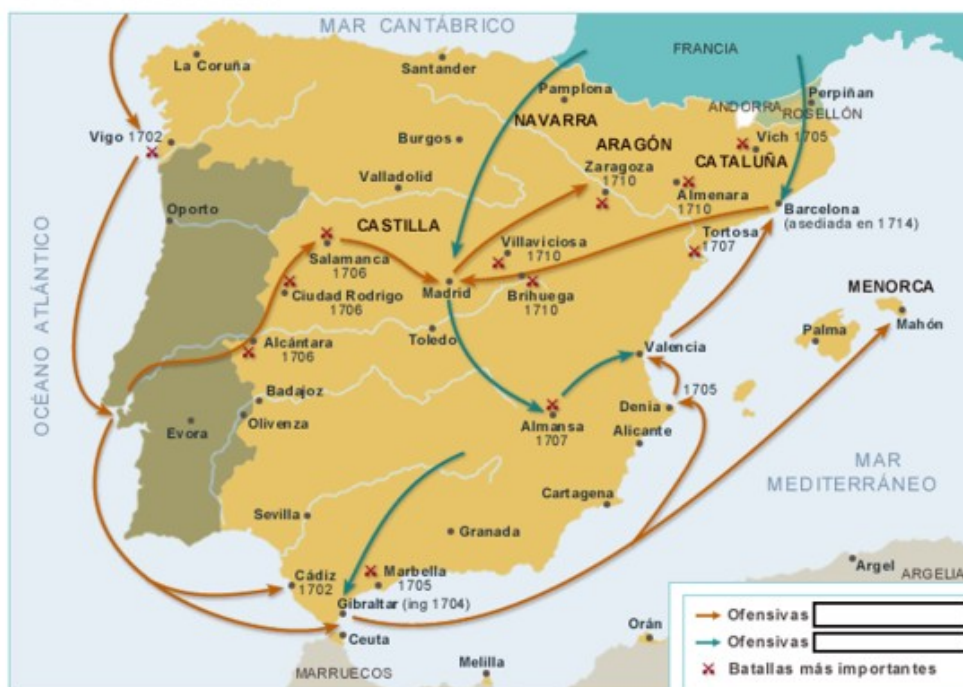 MAR CANTÁBRICO
FRANCIA
La Coruña
Santander
Pamplona
Perpiñan
ANDORRA
ROSELLÓN
NAVARRA
Vigo 1702
Burgos
ARAGÓN
Vich 1705
CATALUÑA
Zaragoza
1710
Valladolid
Almenara
1710
Oporto
CASTILLA
Barcelona
(asediada en 1714)
Tortosa
1707
Salamanca
1706
Villaviciosa
1710
OCÉANO ATLÁNTICO
Ciudad Rodrigo
1706
Madrid
Brihuega
1710
MENORCA
Mahón
Palma
Toledo
Alcántara
1706
Valencia
1705
Badajoz
Denia
Olivenza
Almansa
1707
Evora
Alicante
MAR
MEDITERRÁNEO
Cartagena
Sevilla
Granada
Argel
ARGELIA
Cádiz
1702
Marbella
1705
Gibraltar (ing 1704)
Ceuta
Orán
MARRUECOS
Melilla
Ofensivas
Ofensivas
Batallas más importantes